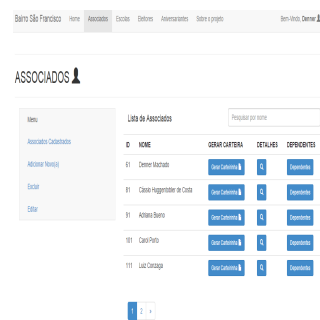 Bairro São Francisco Home Associados Escolas Eleitores Aniversariantes Sobre o projeto Bem-Vindo, Denner
ASSOCIADOS
Menu
Associados Cadastrados
Adicionar Novo(a)
Excluir
Editar
Lista de Associados Pesquisar por nome
ID NOME GERAR CARTEIRA DETALHES DEPENDENTES
61 Denner Machado Gerar Carteirinha Dependentes
81 Cássio Huggentobler de Costa Gerar Carteirinha Dependentes
91 Adriana Bueno Gerar Carteirinha Dependentes
101 Carol Porto Gerar Carteirinha Dependentes
111 Luiz Conzaga Gerar Carteirinha Dependentes
1 2 »